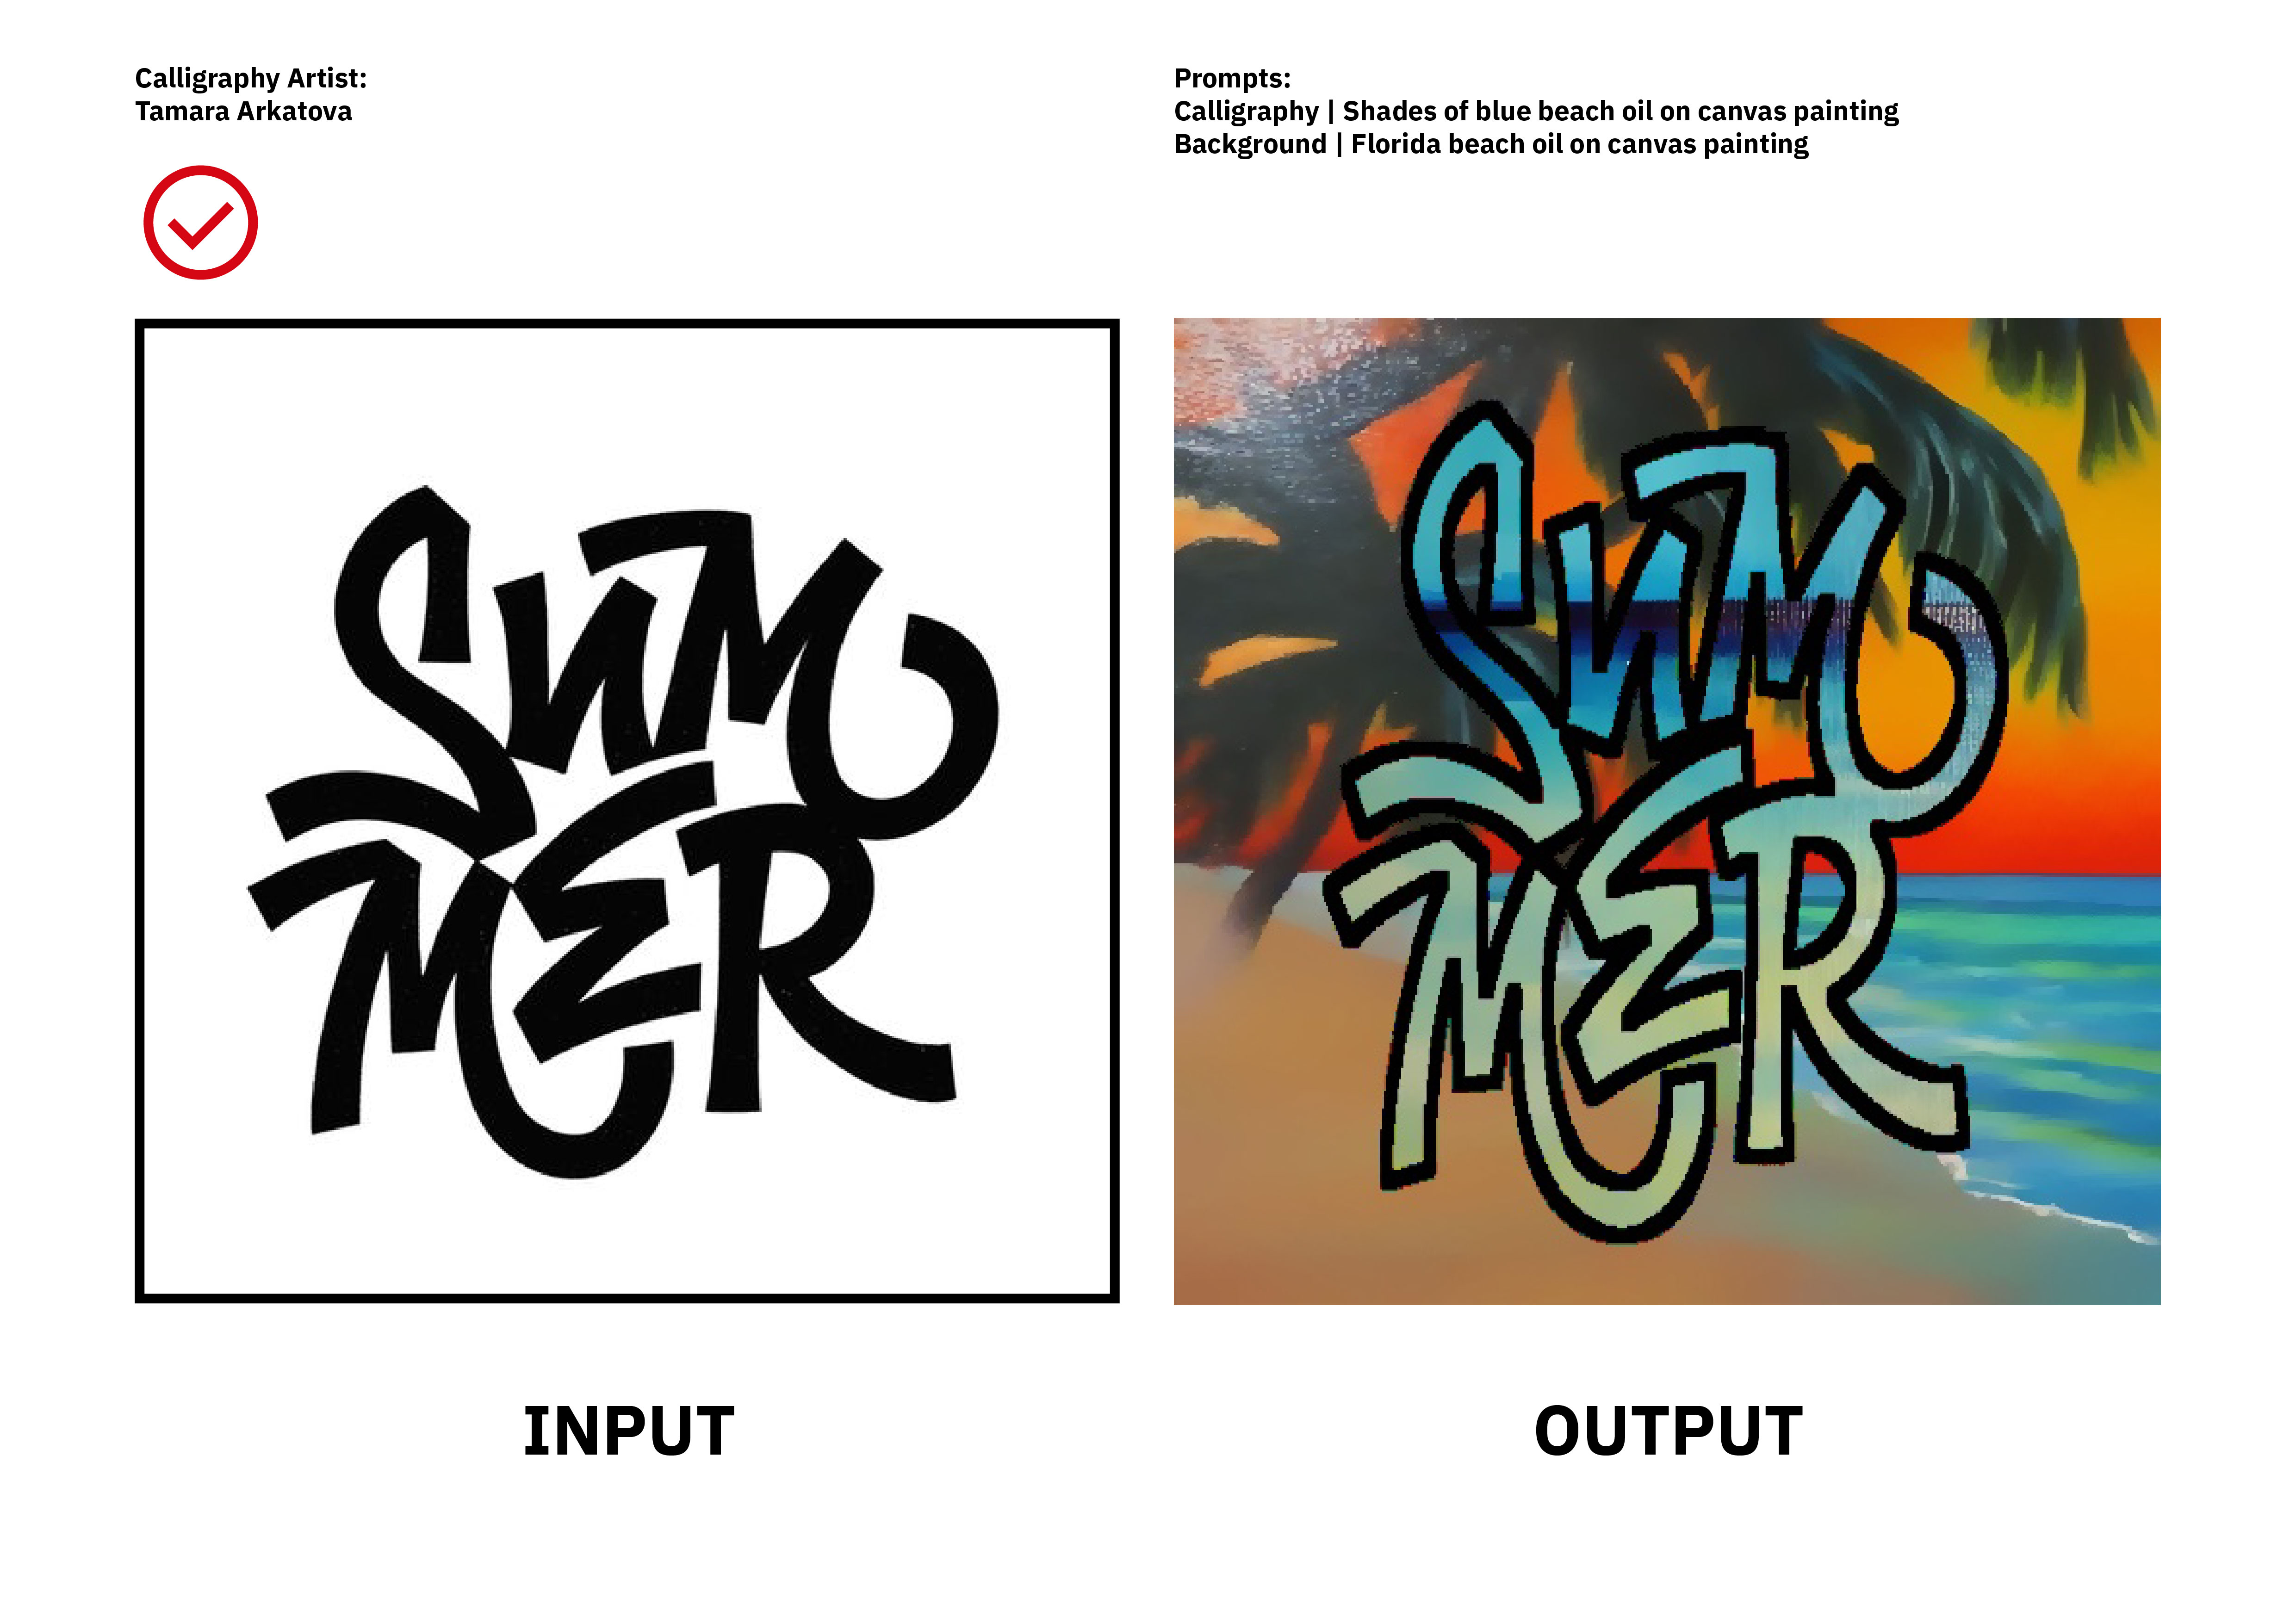 Calligraphy Artist:
Tamara Arkatova
Prompts:
Calligraphy | Shades of blue beach oil on canvas painting
Background | Florida beach oil on canvas painting
SuM
MER
SuM
MER
INPUT
OUTPUT